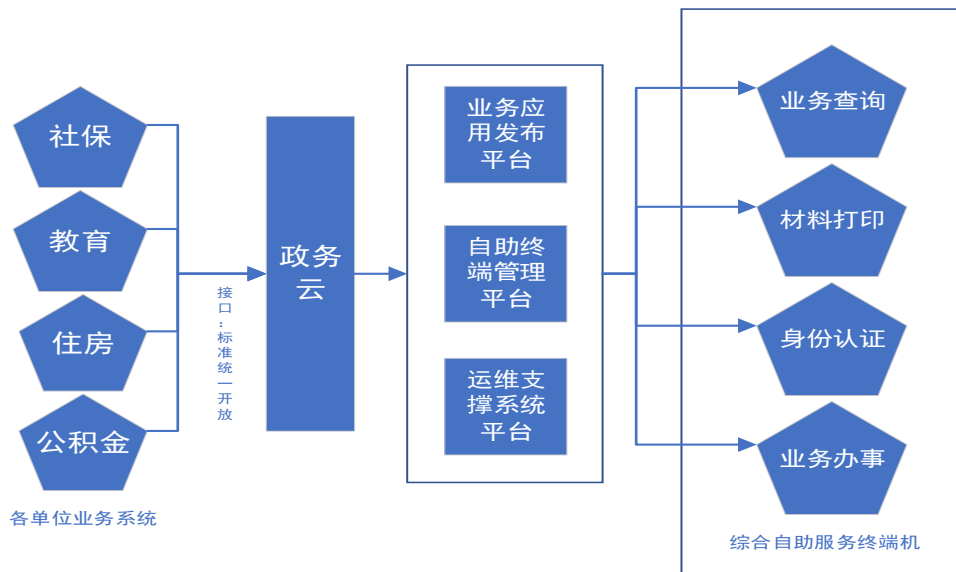 社保
教育
住房
公积金
各单位业务系统
接口：标准统一开放
政务
云
业务应
用发布
平台
自助终
端管理
平台
运维支
撑系统
平台
业务查询
材料打印
身份认证
业务办事
综合自助服务终端机